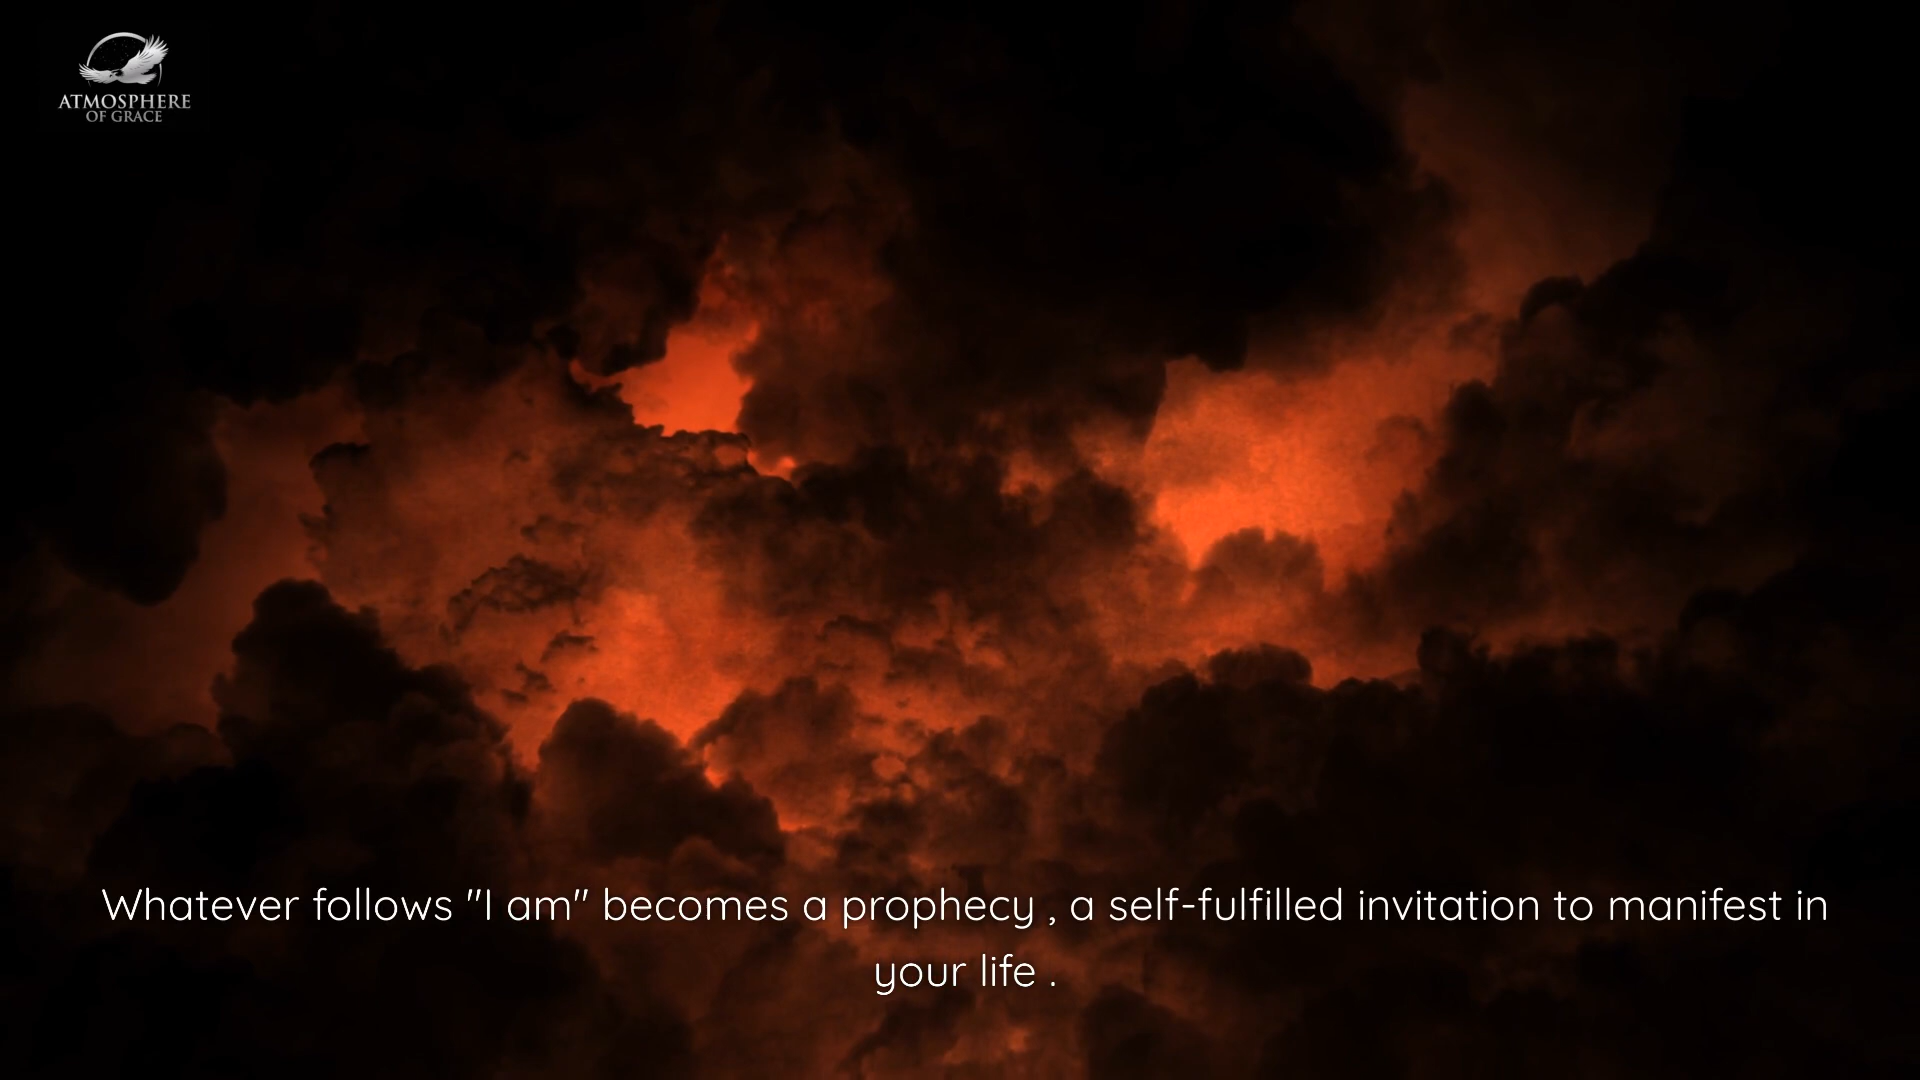 ATMOSPHERE
OF GRACE
Whatever follows "I am" becomes a prophecy , a self-fulfilled invitation to manifest in
your life .